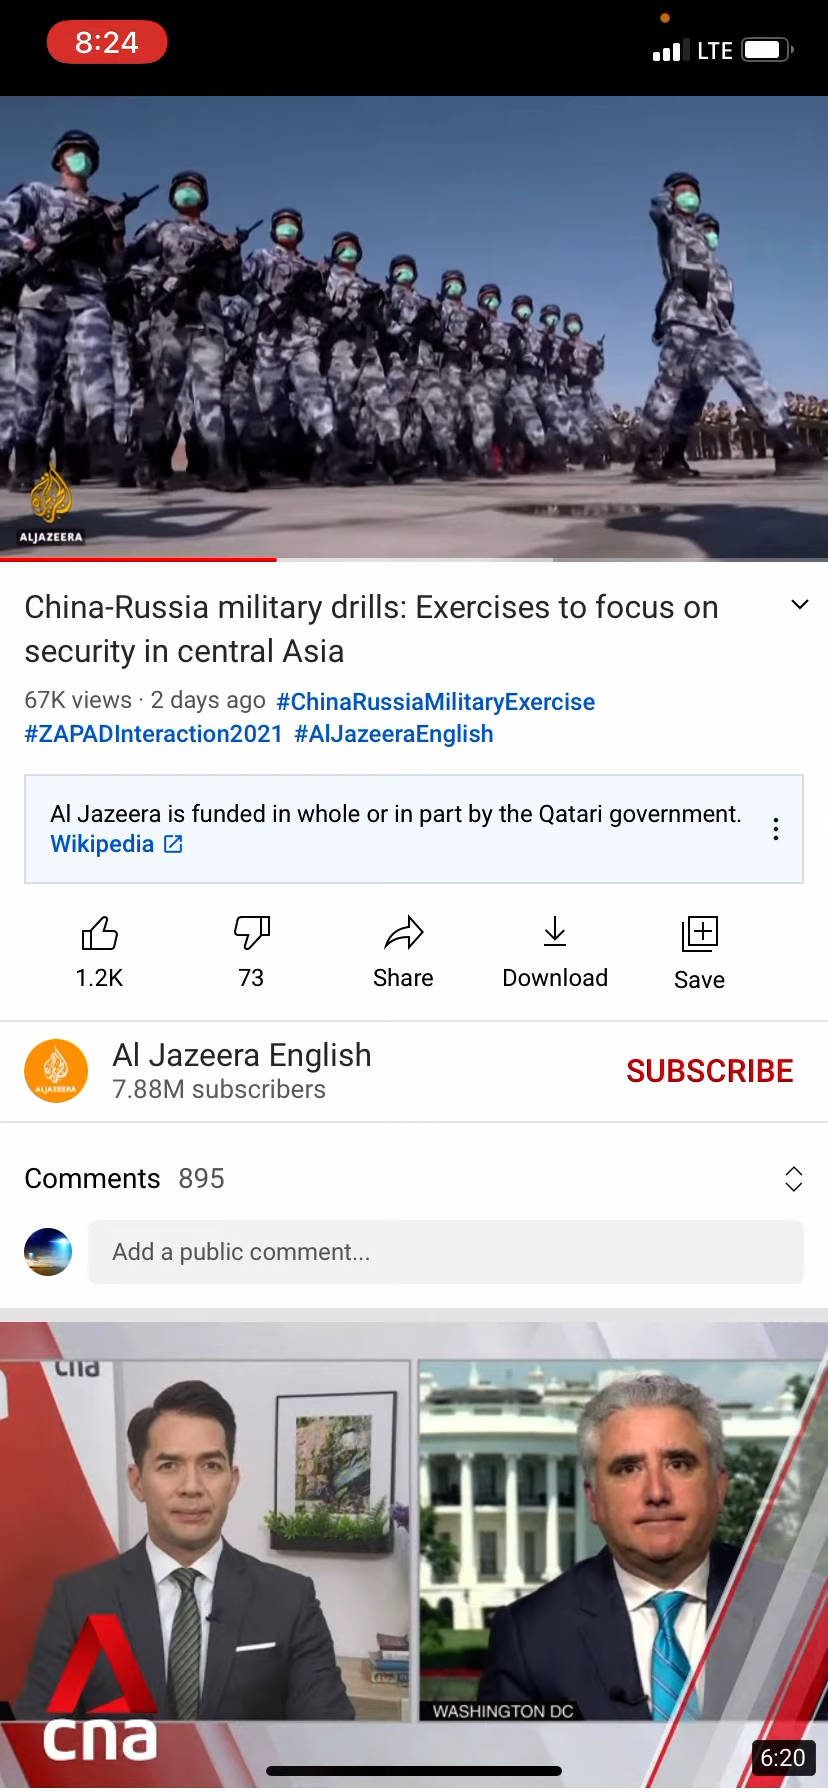 8:24
LTE
ALJAZEERA
China-Russia military drills: Exercises to focus on
security in central Asia
67K views · 2 days ago #ChinaRussiaMilitaryExercise
#ZAPADInteraction2021 #AlJazeeraEnglish
Al Jazeera is funded in whole or in part by the Qatari government.
Wikipedia
1.2K 73 Share Download Save
ALJAZEERA
Al Jazeera English
7.88M subscribers
SUBSCRIBE
Comments 895
Add a public comment...
cna
WASHINGTON DC
cna
6:20